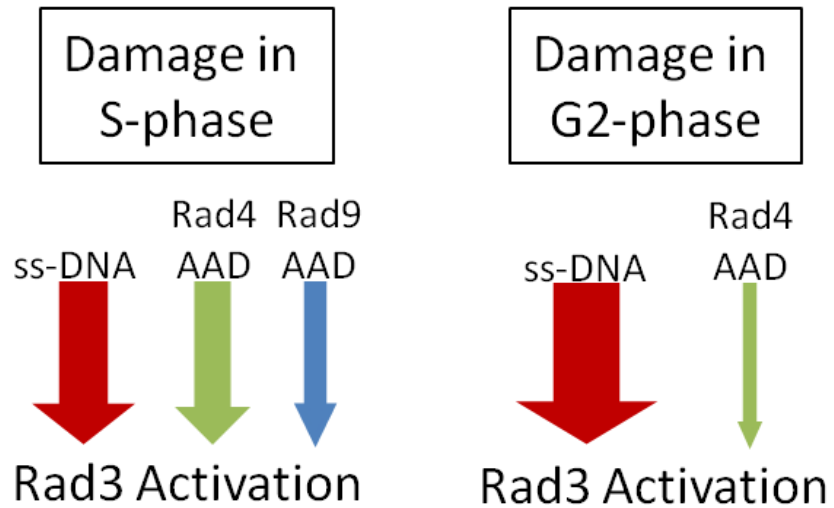 Damage in
S-phase
Rad4 Rad9
ss-DNA AAD AAD
Rad3 Activation
Damage in
G2-phase
Rad4
ss-DNA AAD
Rad3 Activation